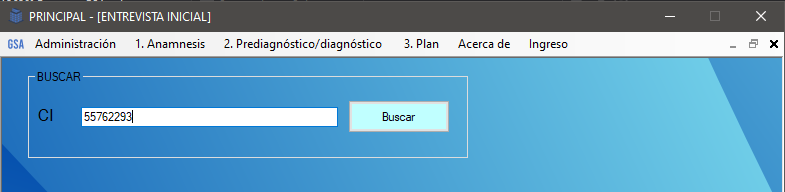 PRINCIPAL - [ENTREVISTA INICIAL]
GSA Administración 1. Anamnesis 2. Prediagnóstico/diagnóstico 3. Plan Acerca de Ingreso
BUSCAR
CI 55762293 Buscar